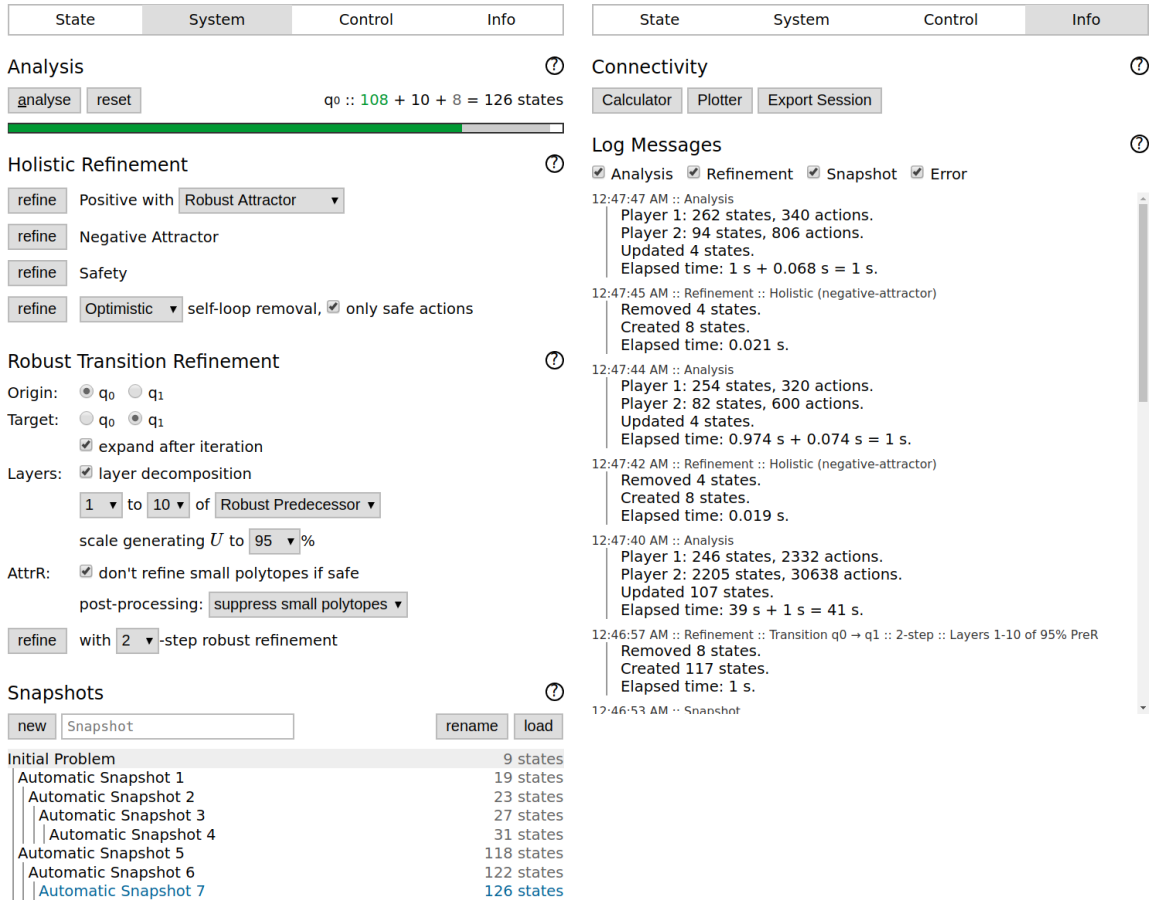 State System Control Info
Analysis ?
analyse reset q0 :: 108 + 10 + 8 = 126 states
Holistic Refinement ?
refine Positive with Robust Attractor
refine Negative Attractor
refine Safety
refine Optimistic self-loop removal, only safe actions
Robust Transition Refinement ?
Origin: q0 q1
Target: q0 q1
expand after iteration
Layers: layer decomposition
1 to 10 of Robust Predecessor
scale generating U to 95 %
AttrR: don't refine small polytopes if safe
post-processing: suppress small polytopes
refine with 2 -step robust refinement
Snapshots ?
new Snapshot rename load
Initial Problem 9 states
Automatic Snapshot 1 19 states
Automatic Snapshot 2 23 states
Automatic Snapshot 3 27 states
Automatic Snapshot 4 31 states
Automatic Snapshot 5 118 states
Automatic Snapshot 6 122 states
Automatic Snapshot 7 126 states
State System Control Info
Connectivity ?
Calculator Plotter Export Session
Log Messages ?
Analysis Refinement Snapshot Error
12:47:47 AM :: Analysis
Player 1: 262 states, 340 actions.
Player 2: 94 states, 806 actions.
Updated 4 states.
Elapsed time: 1 s + 0.068 s = 1 s.
12:47:45 AM :: Refinement :: Holistic (negative-attractor)
Removed 4 states.
Created 8 states.
Elapsed time: 0.021 s.
12:47:44 AM :: Analysis
Player 1: 254 states, 320 actions.
Player 2: 82 states, 600 actions.
Updated 4 states.
Elapsed time: 0.974 s + 0.074 s = 1 s.
12:47:42 AM :: Refinement :: Holistic (negative-attractor)
Removed 4 states.
Created 8 states.
Elapsed time: 0.019 s.
12:47:40 AM :: Analysis
Player 1: 246 states, 2332 actions.
Player 2: 2205 states, 30638 actions.
Updated 107 states.
Elapsed time: 39 s + 1 s = 41 s.
12:46:57 AM :: Refinement :: Transition q0 → q1 :: 2-step :: Layers 1-10 of 95% PreR
Removed 8 states.
Created 117 states.
Elapsed time: 1 s.
12:46:53 AM :: Snapshot